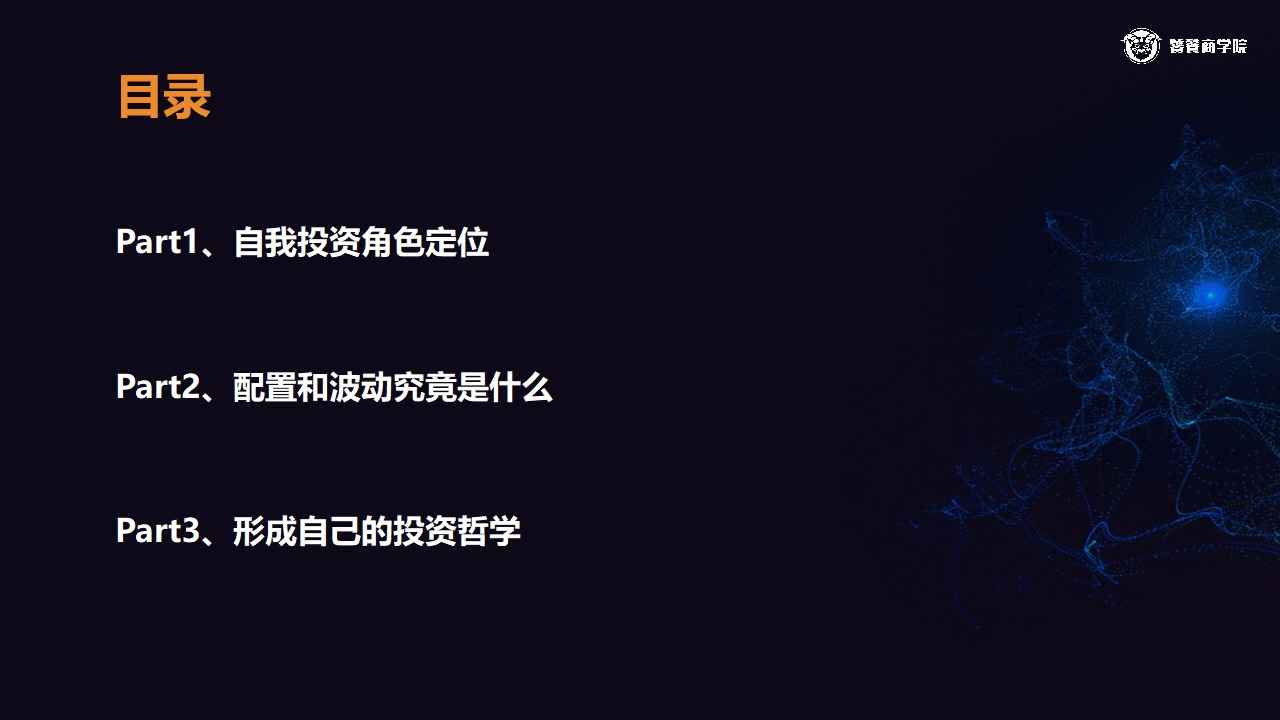 饕餮商学院
目录
Part1、自我投资角色定位
Part2、配置和波动究竟是什么
Part3、形成自己的投资哲学